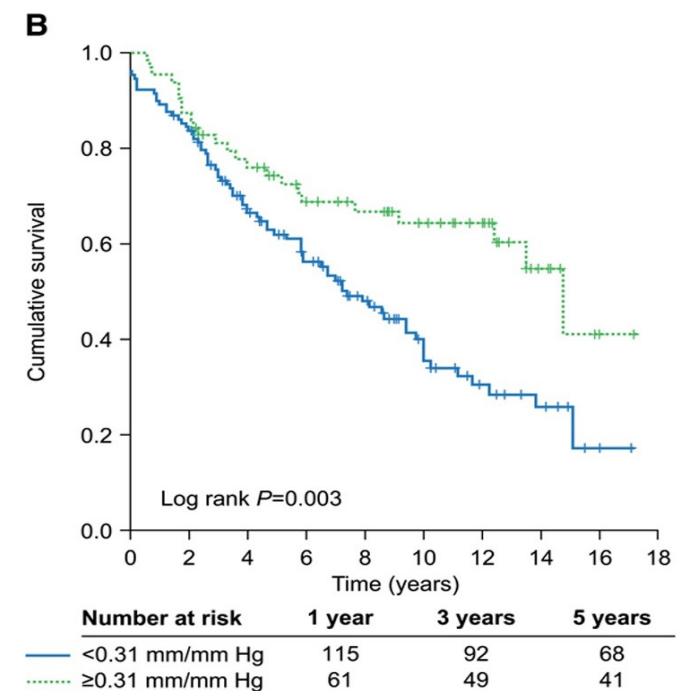 B
1.0
0.8
0.6
0.4
0.2
0.0
Cumulative survival
Log rank P=0.003
0 2 4 6 8 10 12 14 16 18
Time (years)
Number at risk 1 year 3 years 5 years
<0.31 mm/mm Hg 115 92 68
≥0.31 mm/mm Hg 61 49 41